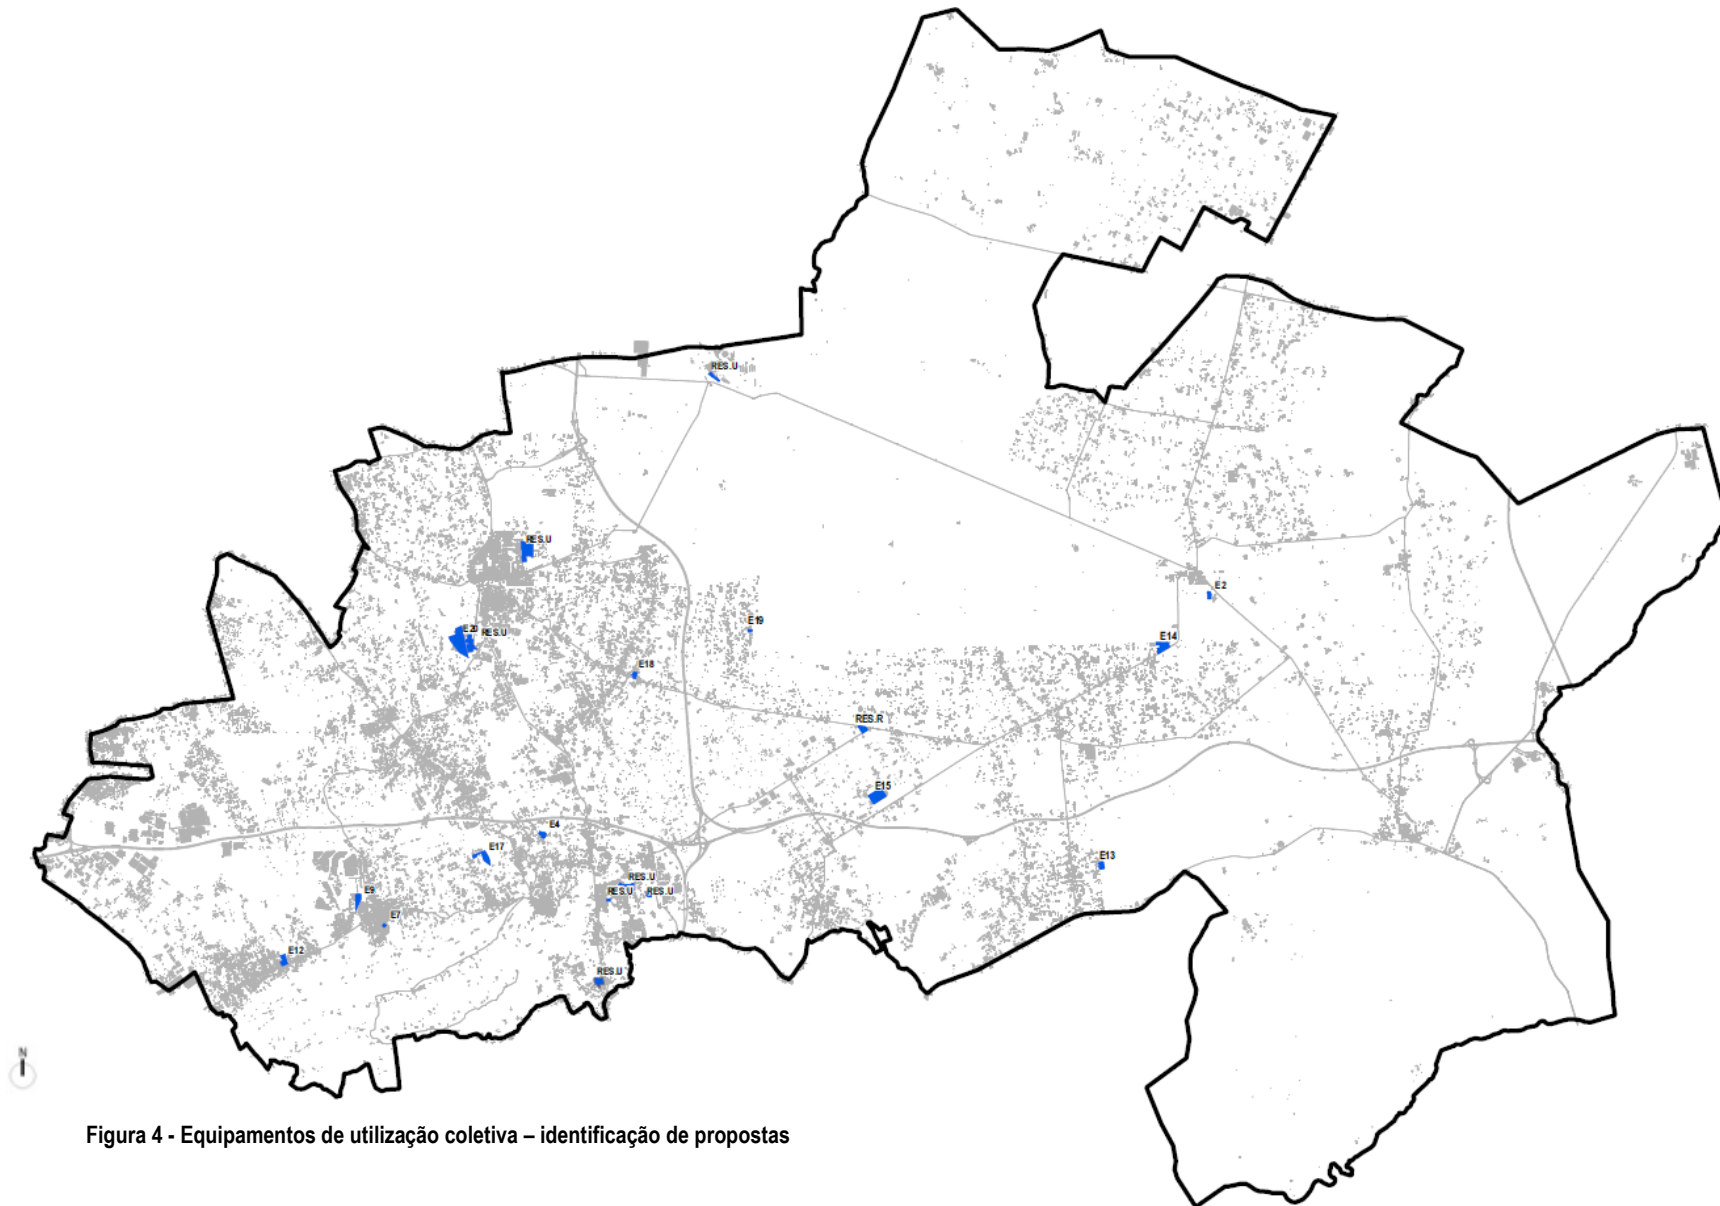 RES.U
RES.U
E2
E19
E20
RES.U
E14
E18
RES.R
E15
E4
E17
E13
RES.U
E9
RES.U
RES.U
E7
E12
RES.U
N
Figura 4 - Equipamentos de utilização coletiva – identificação de propostas